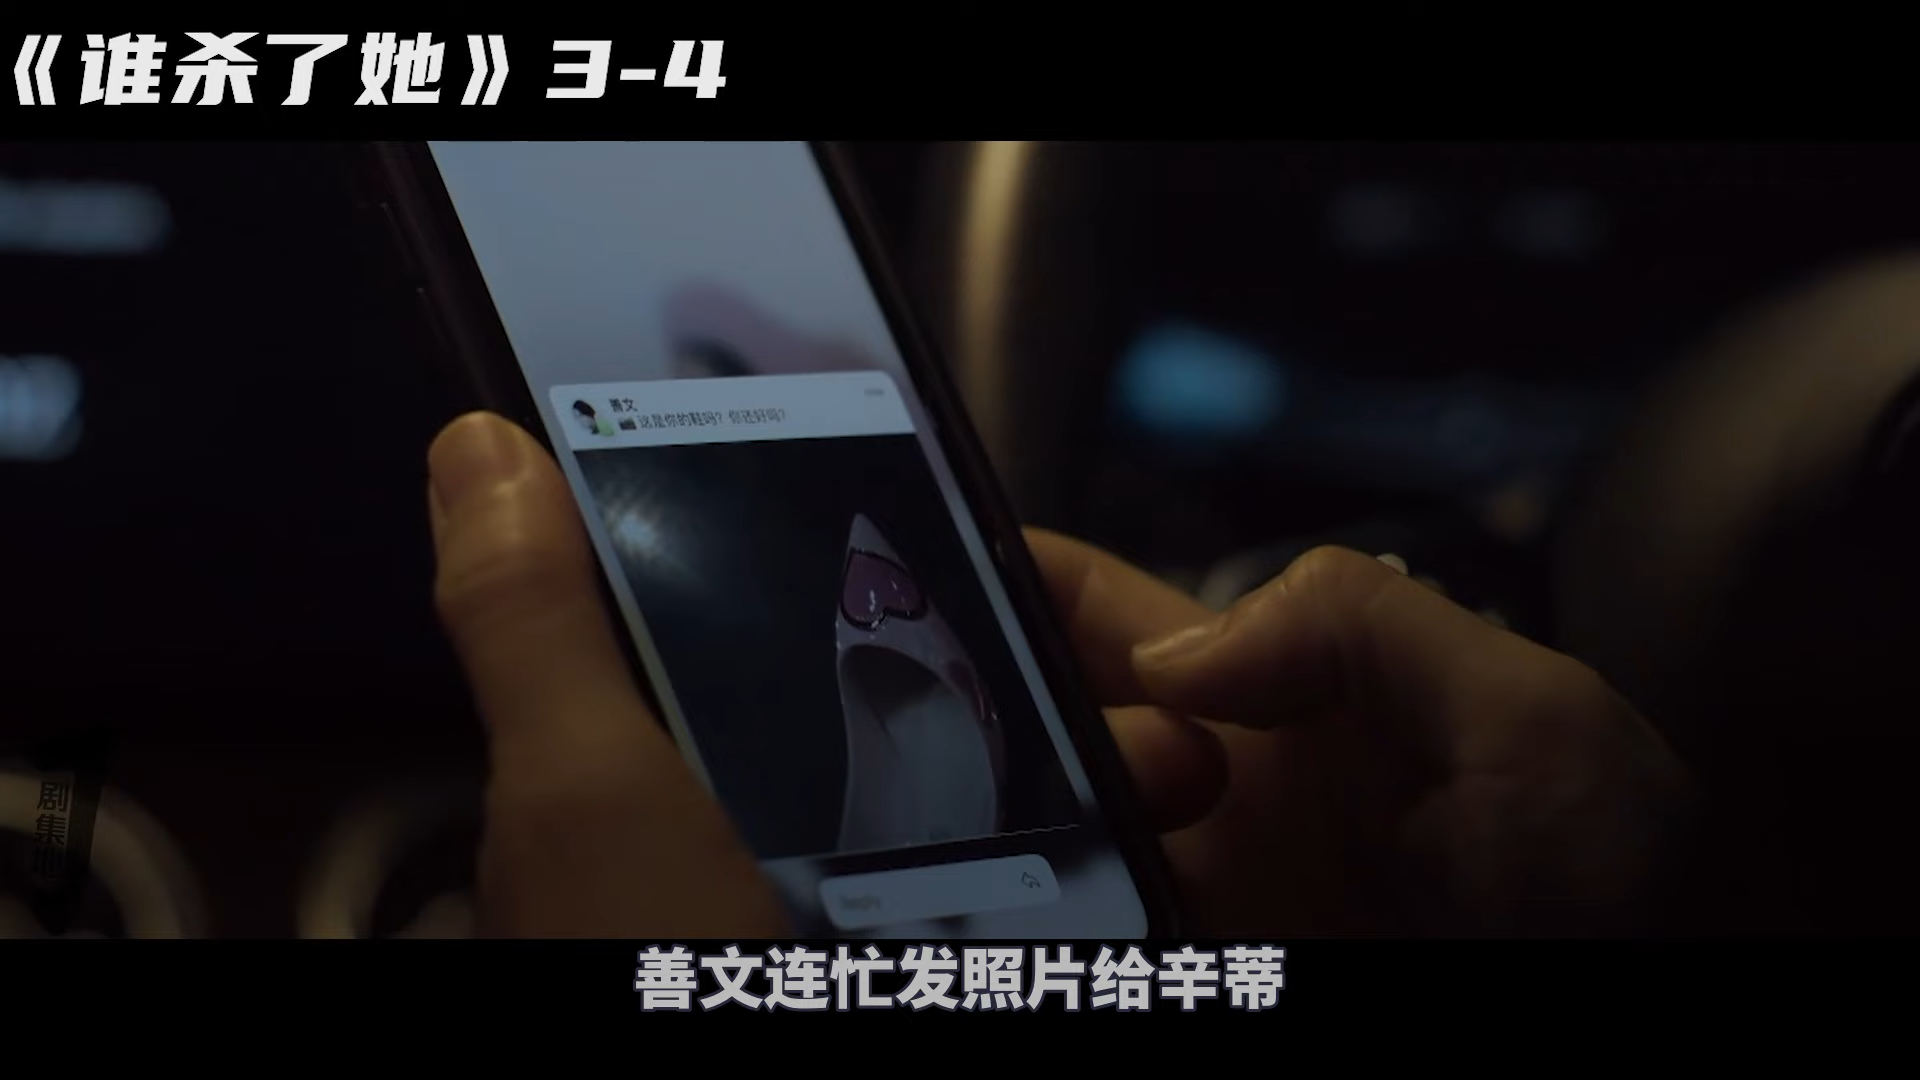 《谁杀了她》3-4
善文
这是你的鞋吗？你还好吗？
Reply
剧集地
善文连忙发照片给辛蒂